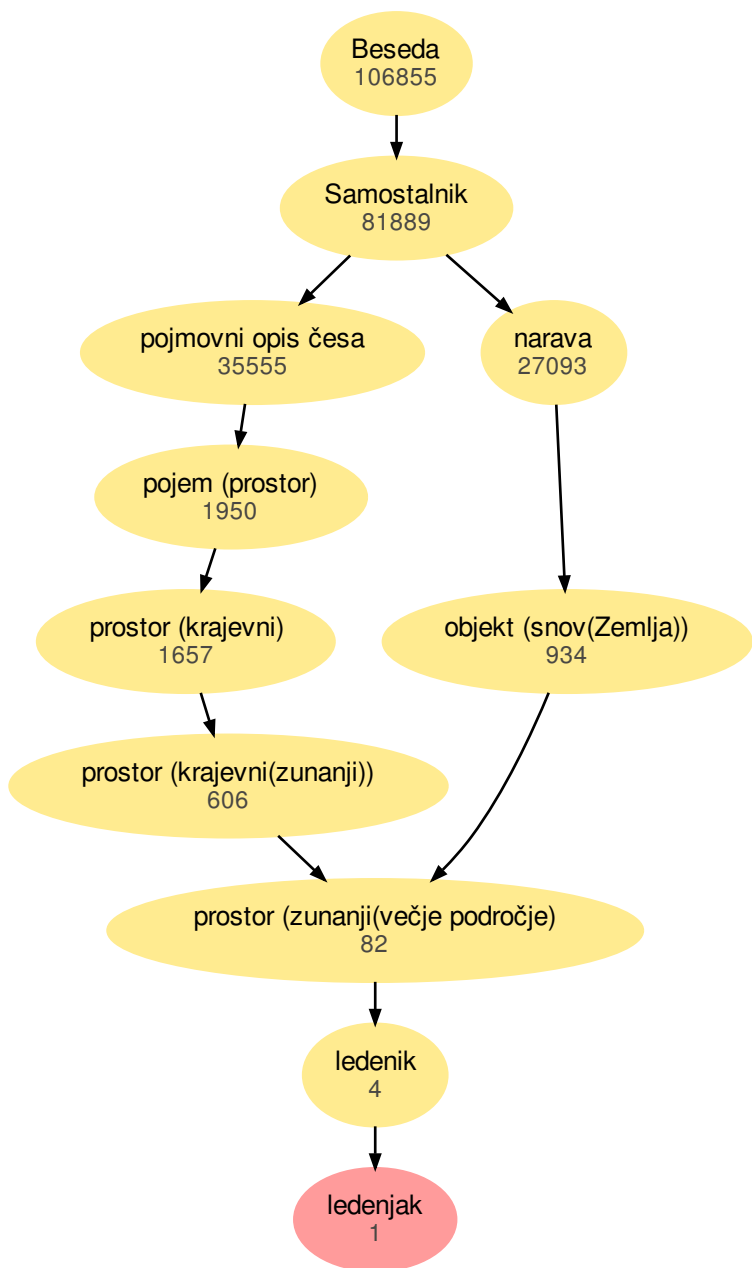 Beseda
106855
Samostalnik
81889
pojmovni opis česa
35555
narava
27093
pojem (prostor)
1950
prostor (krajevni)
1657
objekt (snov(Zemlja))
934
prostor (krajevni(zunanji))
606
prostor (zunanji(večje področje)
82
ledenik
4
ledenjak
1